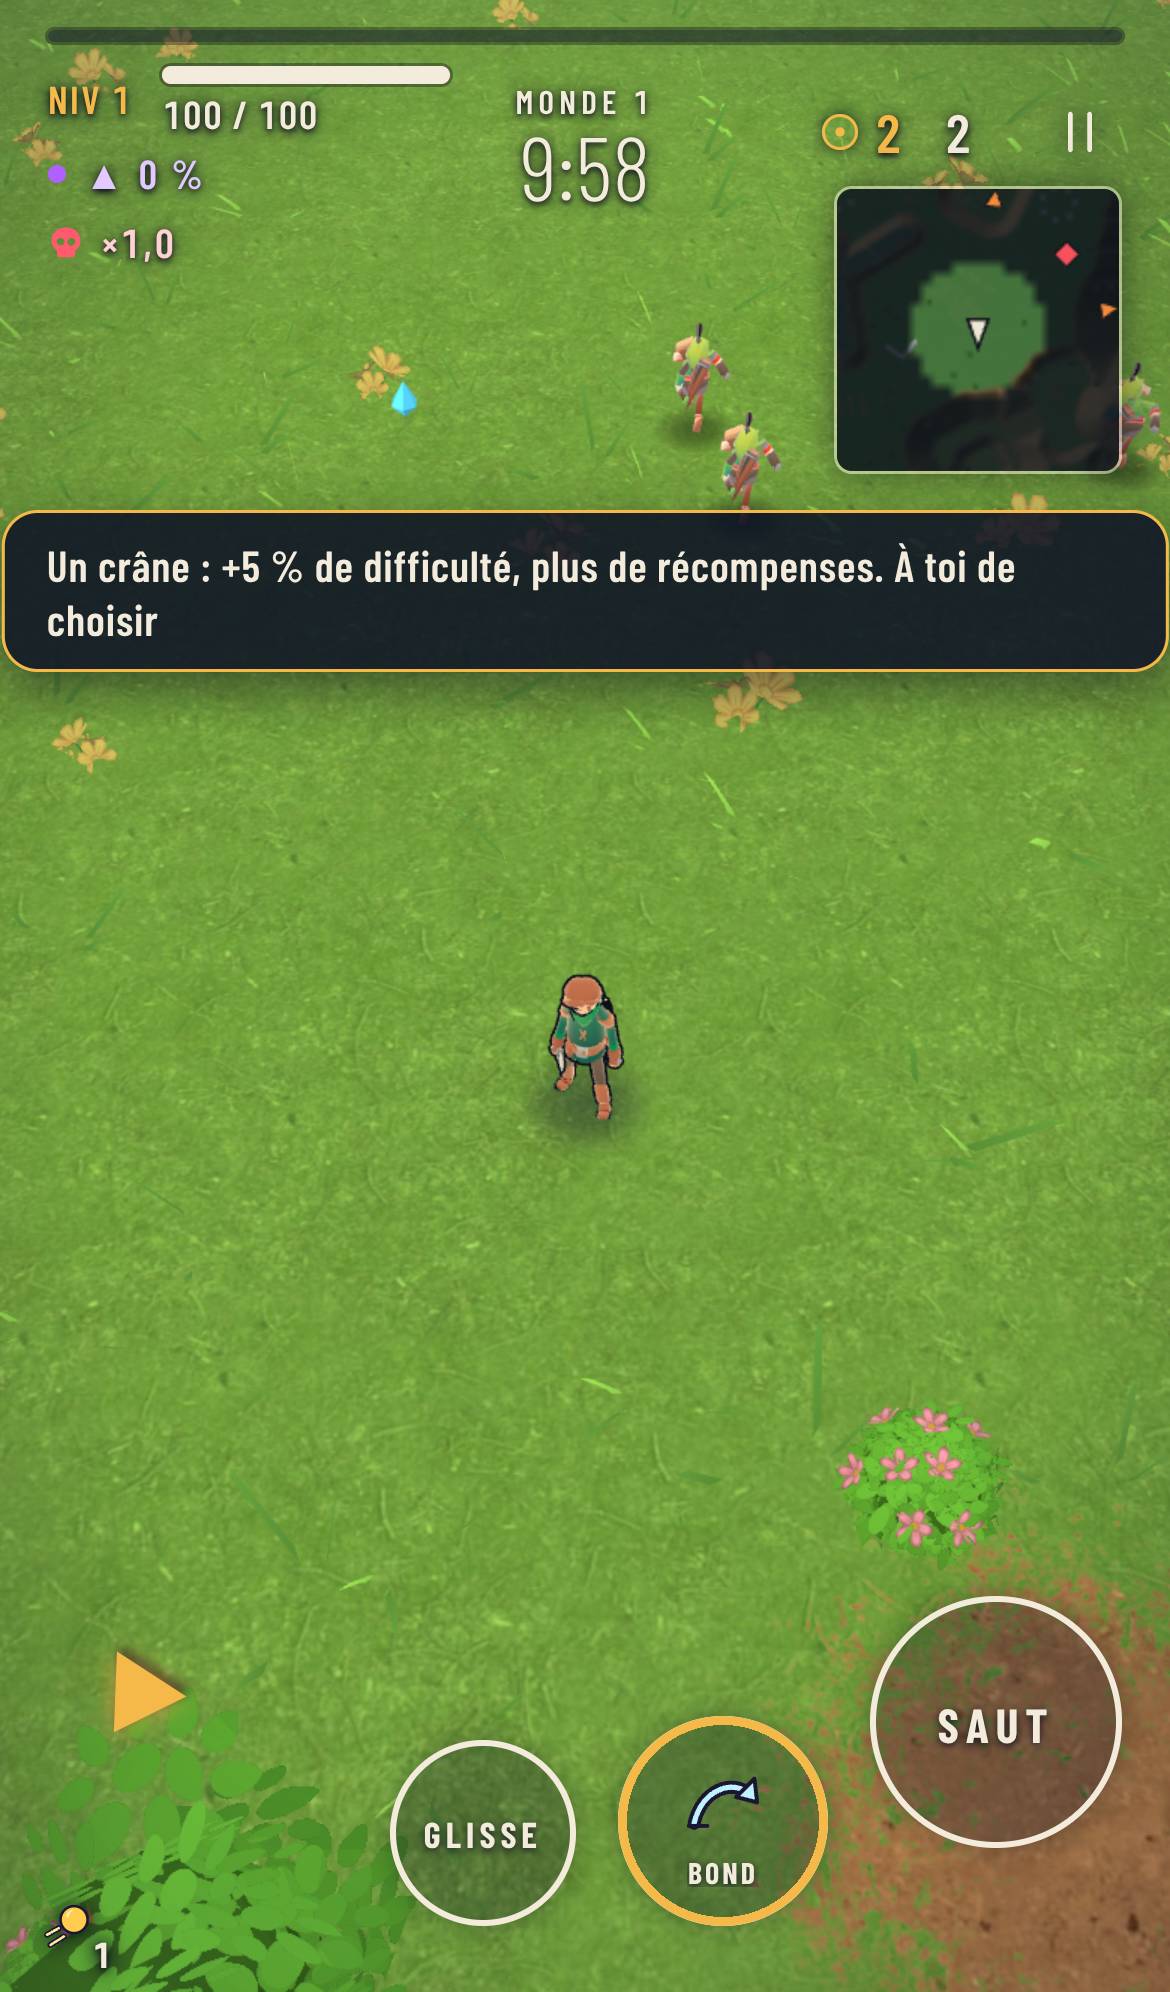 NIV 1
100 / 100
MONDE 1
9:58
2 2
0 %
×1,0
Un crâne : +5 % de difficulté, plus de récompenses. À toi de
choisir
SAUT
GLISSE
BOND
1